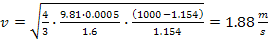 v = √(4/3 · 9.81·0.0005/1.6 · (1000−1.154)/1.154) = 1.88 m/s